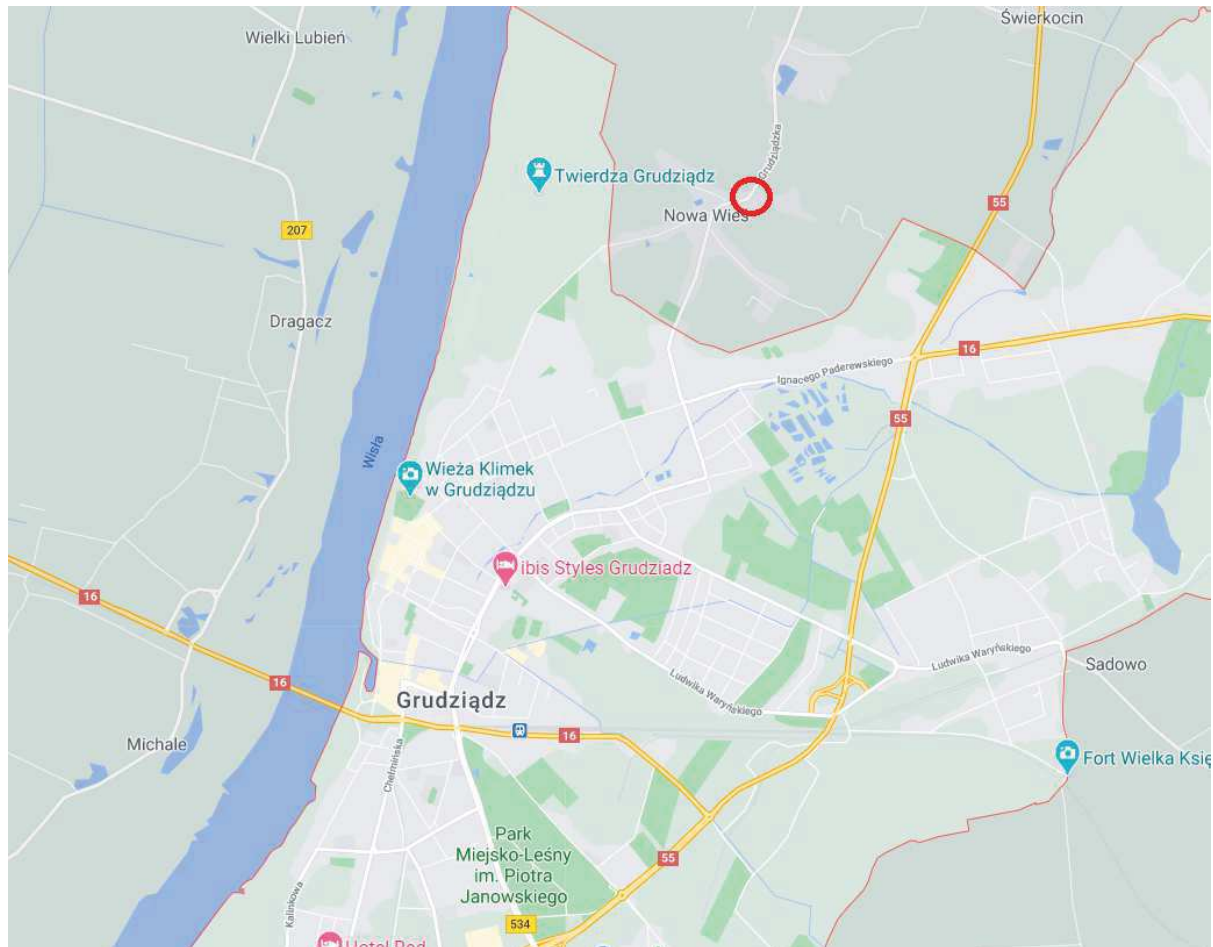 Wielki Lubień
Świerkocin
Grudziądzka
Twierdza Grudziądz
55
Nowa Wieś
207
Dragacz
16
Ignacego Paderewskiego
55
Wisła
Wieża Klimek
w Grudziądzu
ibis Styles Grudziadz
16
Ludwika Waryńskiego
Sadowo
Ludwika Waryńskiego
16
Grudziądz
16
Michale
Chełmińska
Fort Wielka Księ
Park
Miejsko-Leśny
im. Piotra
Janowskiego
55
Kalinkowa
534
Hotel Pod